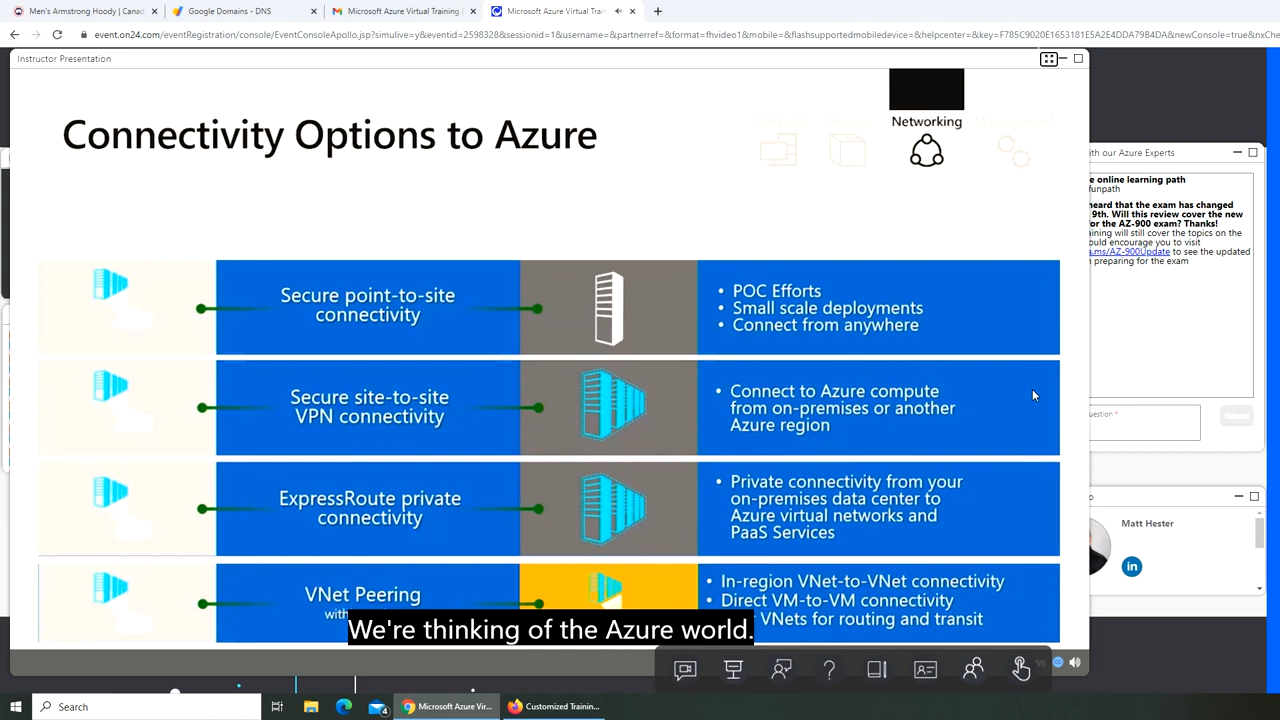 Men's Armstrong Hoody | Canad
Google Domains - DNS
Microsoft Azure Virtual Training
Microsoft Azure Virtual Train
event.on24.com/eventRegistration/console/EventConsoleApollo.jsp?simulive=y&eventid=2598328&sessionid=1&username=&partnerref=&format=fhvideo1&mobile=&flashsupportedmobiledevice=&helpcenter=&key=F785C9020E1653181E5A2E4DDA79B4DA&newConsole=true&nxChe
Instructor Presentation
Connectivity Options to Azure
Networking
Secure point-to-site
connectivity
• POC Efforts
• Small scale deployments
• Connect from anywhere
Secure site-to-site
VPN connectivity
• Connect to Azure compute
from on-premises or another
Azure region
ExpressRoute private
connectivity
• Private connectivity from your
on-premises data center to
Azure virtual networks and
PaaS Services
VNet Peering
with
• In-region VNet-to-VNet connectivity
• Direct VM-to-VM connectivity
VNets for routing and transit
We're thinking of the Azure world.
with our Azure Experts
e online learning path
funpath
heard that the exam has changed
9th. Will this review cover the new
for the AZ-900 exam? Thanks!
aining will still cover the topics on the
ould encourage you to visit
a.ms/AZ-900Update to see the updated
preparing for the exam
uestion *
Submit
Matt Hester
in
Search
4
Microsoft Azure Vir...
Customized Trainin...